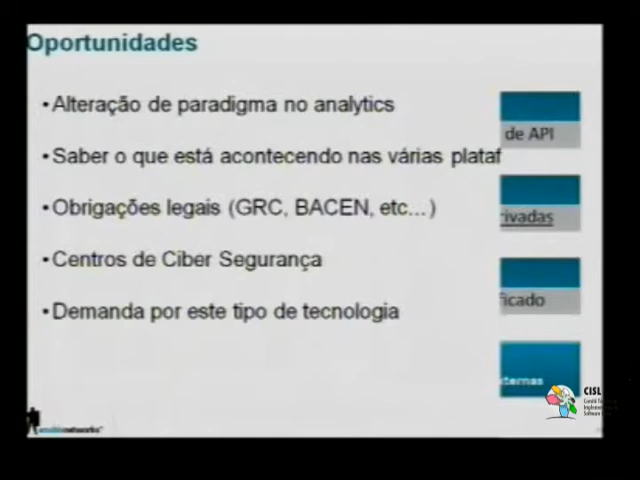 Oportunidades
•Alteração de paradigma no analytics
de API
•Saber o que está acontecendo nas várias plataf
•Obrigações legais (GRC, BACEN, etc...)
ivadas
•Centros de Ciber Segurança
ficado
•Demanda por este tipo de tecnologia
ternas
CISL